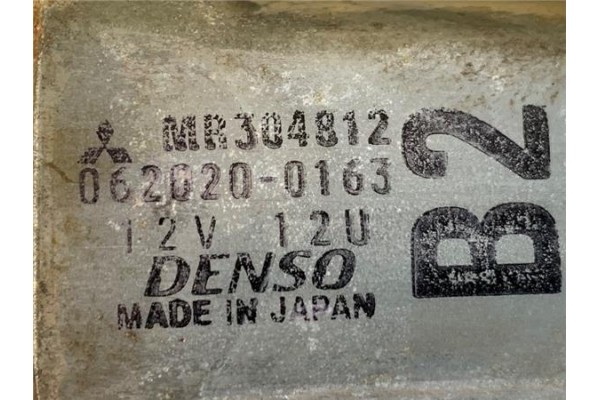 MR304812
062020-0163
12V 12U
DENSO
MADE IN JAPAN
B2